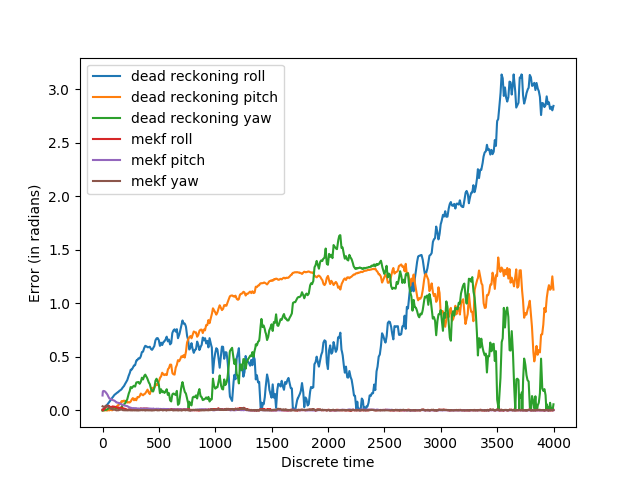 dead reckoning roll
dead reckoning pitch
dead reckoning yaw
mekf roll
mekf pitch
mekf yaw
Error (in radians)
3.0
2.5
2.0
1.5
1.0
0.5
0.0
0 500 1000 1500 2000 2500 3000 3500 4000
Discrete time